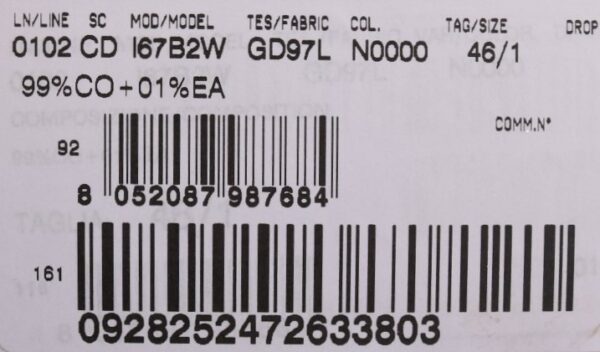 LN/LINE SC MOD/MODEL TES/FABRIC COL. TAG/SIZE DROP
0102 CD I67B2W GD97L N0000 46/1
99%CO+01%EA
COMM.N°
92
8 052087 987684
161
0928252472633803